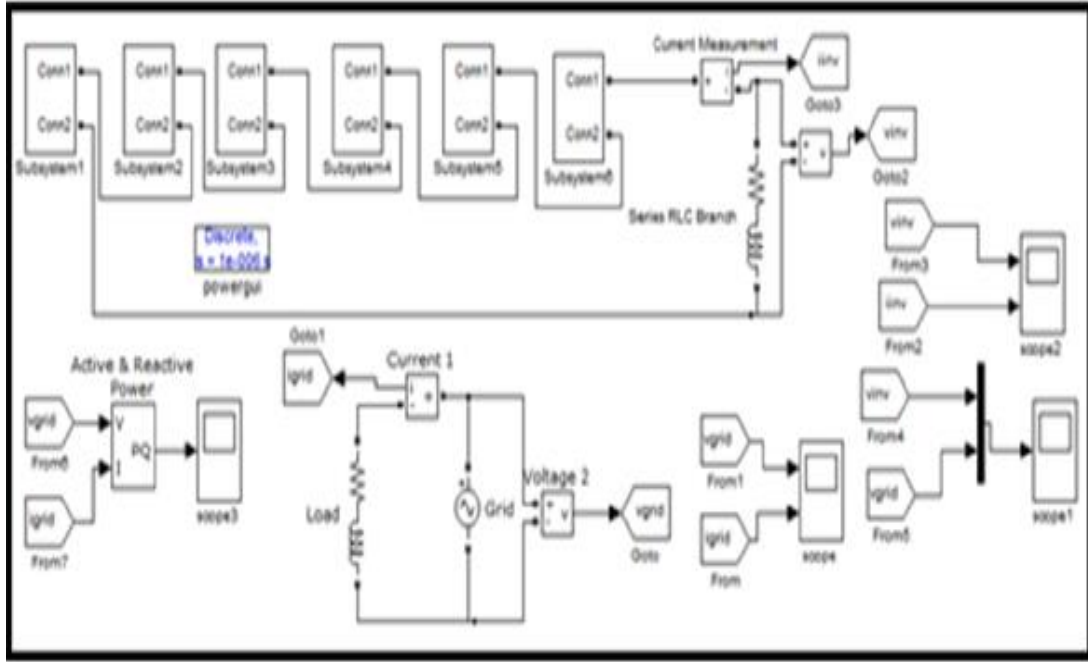 Current Measurement
iinv
Goto3
Conn1
Conn2
Subsystem1
Conn1
Conn2
Subsystem2
Conn1
Conn2
Subsystem3
Conn1
Conn2
Subsystem4
Conn1
Conn2
Subsystem5
Conn1
Conn2
Subsystem6
vinv
Goto2
Series RLC Branch
Discrete,
s = 1e-006 s
powergui
vinv
From3
iinv
From2
scope2
Goto1
igrid
Current 1
Active & Reactive
Power
vgrid
From6
V
I
PQ
igrid
From7
scope3
Load
Grid
Voltage 2
vgrid
Goto
vgrid
From1
igrid
From
scope
vinv
From4
vgrid
From5
scope1